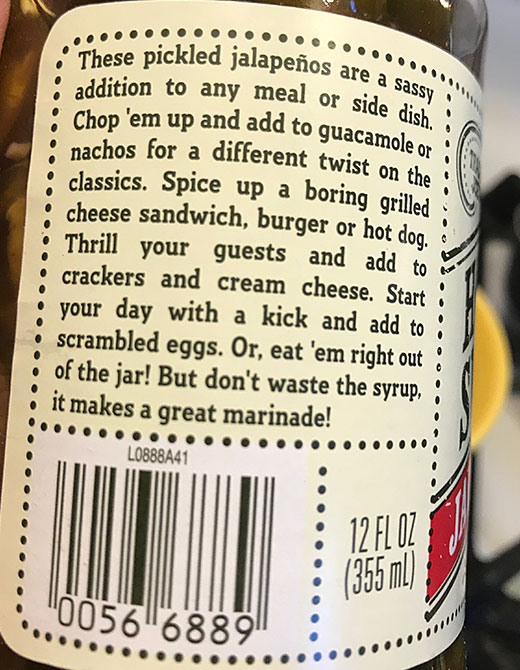 These pickled jalapeños are a sassy
addition to any meal or side dish.
Chop 'em up and add to guacamole or
nachos for a different twist on the
classics. Spice up a boring grilled
cheese sandwich, burger or hot dog.
Thrill your guests and add to
crackers and cream cheese. Start
your day with a kick and add to
scrambled eggs. Or, eat 'em right out
of the jar! But don't waste the syrup,
it makes a great marinade!
L0888A41
0056 6889
12 FL OZ
(355 mL)